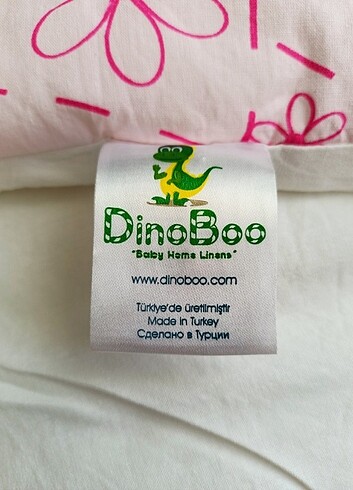 DinoBoo
"Baby Home Linens"
www.dinoboo.com
Türkiye'de üretilmiştir
Made in Turkey
Сделано в Турции